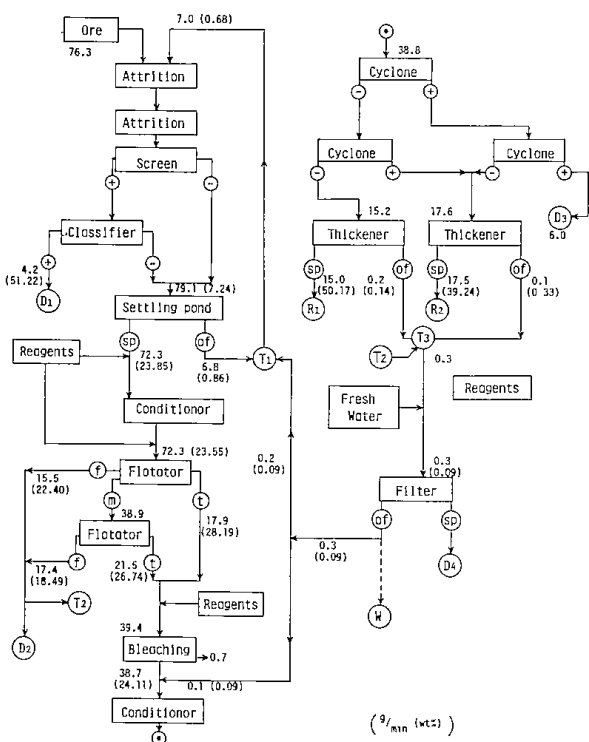 Ore
76.3
7.0 (0.68)
Attrition
Attrition
Screen
+
-
Classifier
+
-
4.2
(51.22)
D1
79.1 (7.24)
Settling pond
sp
of
Reagents
72.3
(23.85)
6.8
(0.86)
T1
Conditionor
72.3 (23.55)
Flotator
f
m
t
15.5
(22.40)
38.9
17.9
(28.19)
Flotator
f
t
17.4
(18.49)
21.5
(26.74)
T2
D2
Reagents
39.4
Bleaching
0.7
38.7
(24.11)
0.1 (0.09)
Conditionor
0.2
(0.09)
38.8
Cyclone
-
+
Cyclone
-
+
Cyclone
-
+
D3
6.0
15.2
17.6
Thickener
Thickener
sp
of
sp
of
15.0
(50.17)
0.2
(0.14)
17.5
(39.24)
0.1
(0.33)
R1
R2
T2
T3
0.3
Reagents
Fresh
Water
0.3
(0.09)
Filter
of
sp
0.3
(0.09)
D4
W
(g/min (wt%))